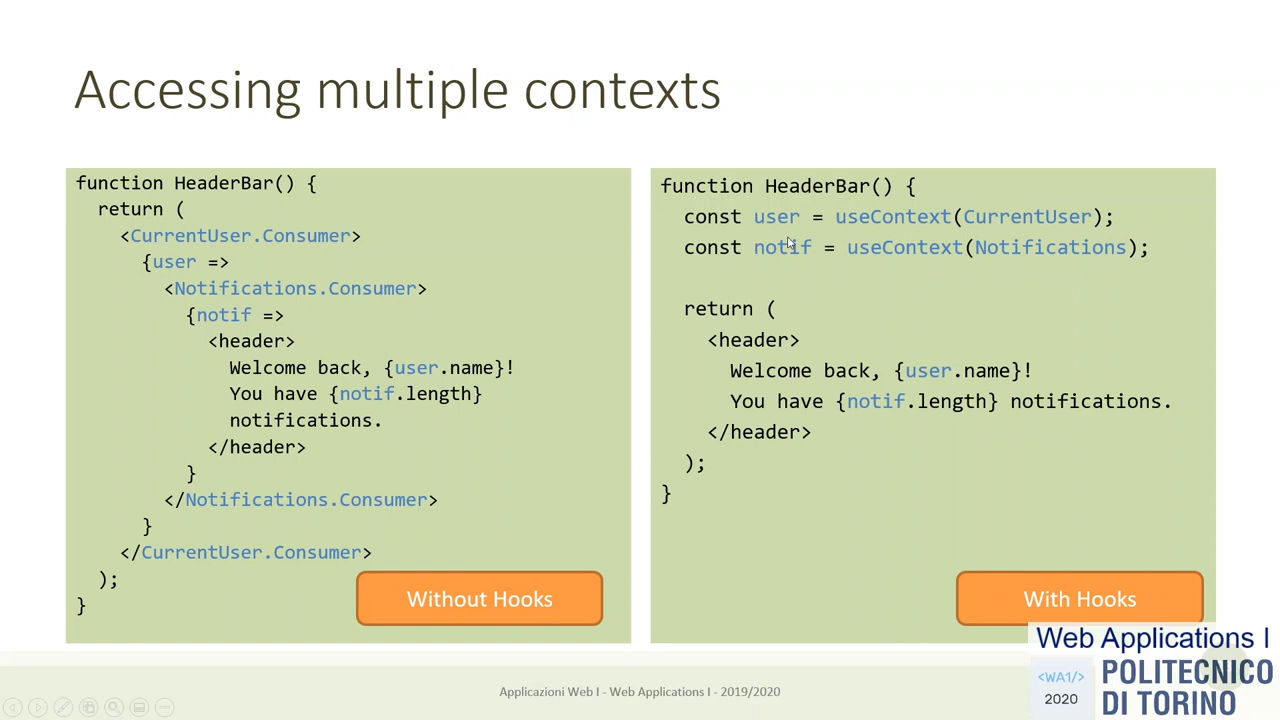 Accessing multiple contexts
function HeaderBar() {
return (
<CurrentUser.Consumer>
{user =>
<Notifications.Consumer>
{notif =>
<header>
Welcome back, {user.name}!
You have {notif.length}
notifications.
</header>
}
</Notifications.Consumer>
}
</CurrentUser.Consumer>
);
}
Without Hooks
function HeaderBar() {
const user = useContext(CurrentUser);
const notif = useContext(Notifications);
return (
<header>
Welcome back, {user.name}!
You have {notif.length} notifications.
</header>
);
}
With Hooks
Applicazioni Web I - Web Applications I - 2019/2020
Web Applications I
<WA1/>
2020
POLITECNICO
DI TORINO